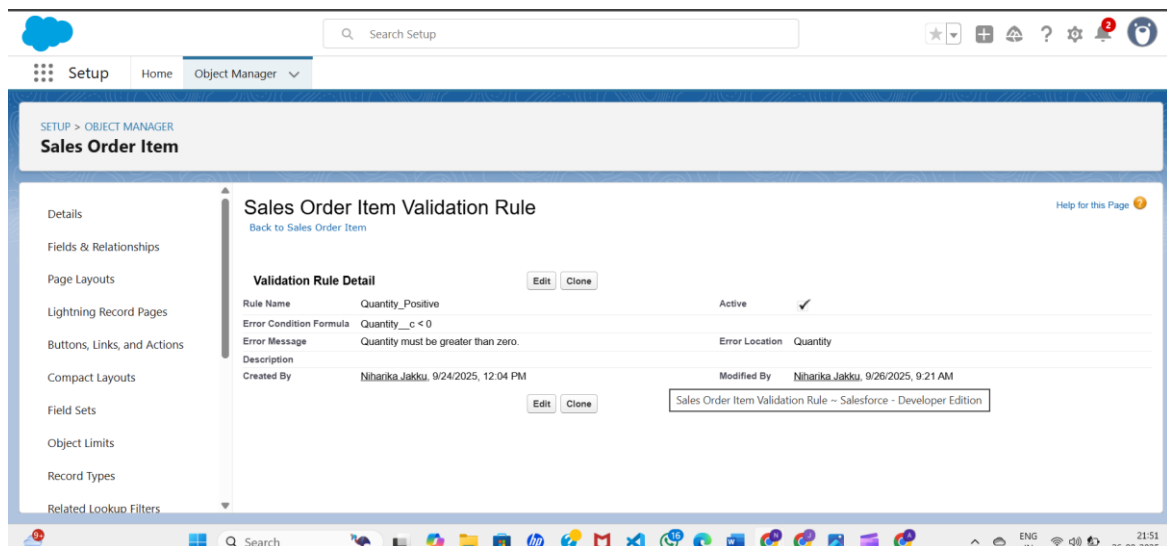 Search Setup
2
Setup Home Object Manager
SETUP > OBJECT MANAGER
Sales Order Item
Details
Fields & Relationships
Page Layouts
Lightning Record Pages
Buttons, Links, and Actions
Compact Layouts
Field Sets
Object Limits
Record Types
Related Lookup Filters
Sales Order Item Validation Rule
Help for this Page
Back to Sales Order Item
Validation Rule Detail Edit Clone
Rule Name Quantity_Positive Active
Error Condition Formula Quantity__c < 0
Error Message Quantity must be greater than zero. Error Location Quantity
Description
Created By Niharika Jakku, 9/24/2025, 12:04 PM Modified By Niharika Jakku, 9/26/2025, 9:21 AM
Edit Clone
Sales Order Item Validation Rule ~ Salesforce - Developer Edition
9+
Search
16
ENG
21:51